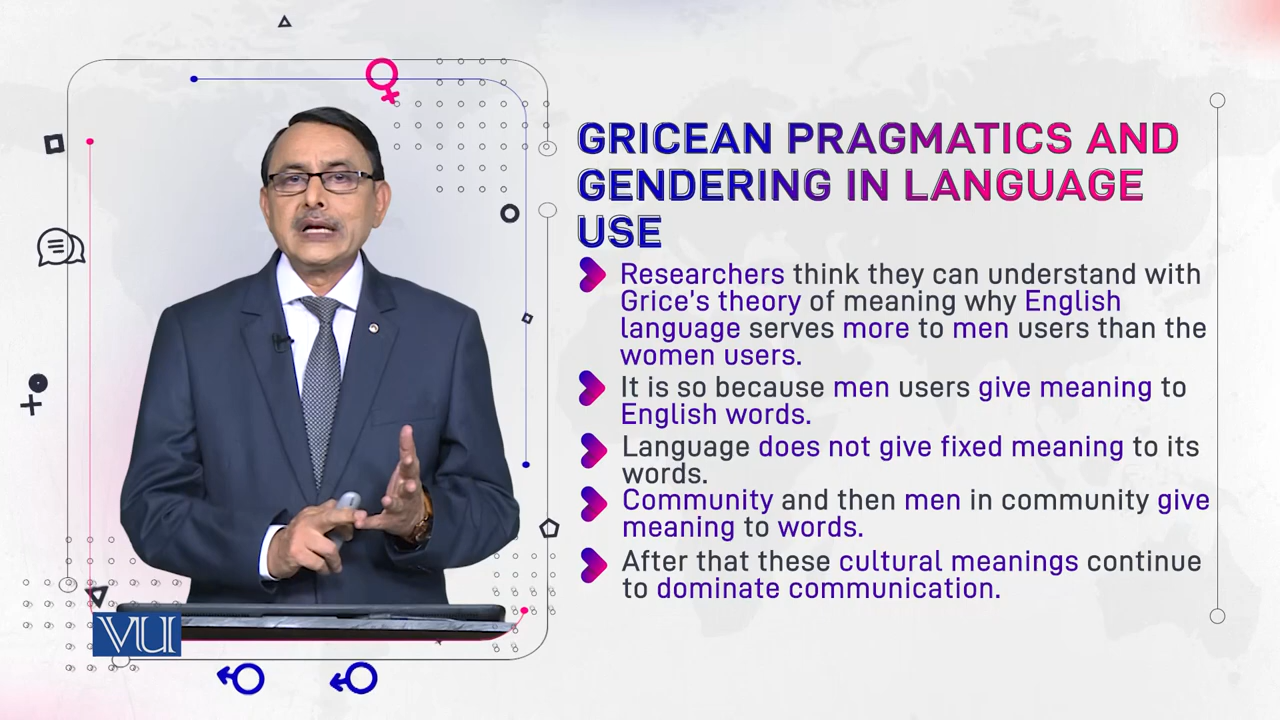 GRICEAN PRAGMATICS AND
GENDERING IN LANGUAGE
USE
Researchers think they can understand with
Grice's theory of meaning why English
language serves more to men users than the
women users.
It is so because men users give meaning to
English words.
Language does not give fixed meaning to its
words.
Community and then men in community give
meaning to words.
After that these cultural meanings continue
to dominate communication.
VU